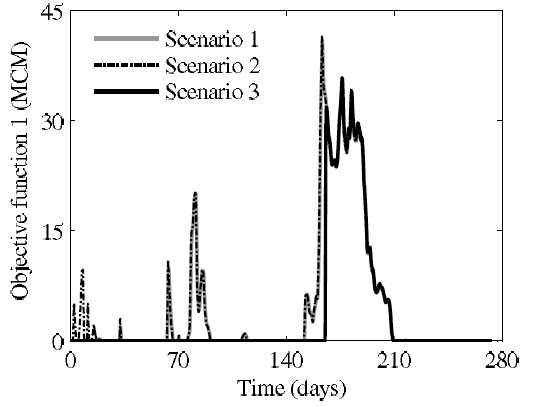 45
30
15
0
Objective function 1 (MCM)
Scenario 1
Scenario 2
Scenario 3
0 70 140 210 280
Time (days)